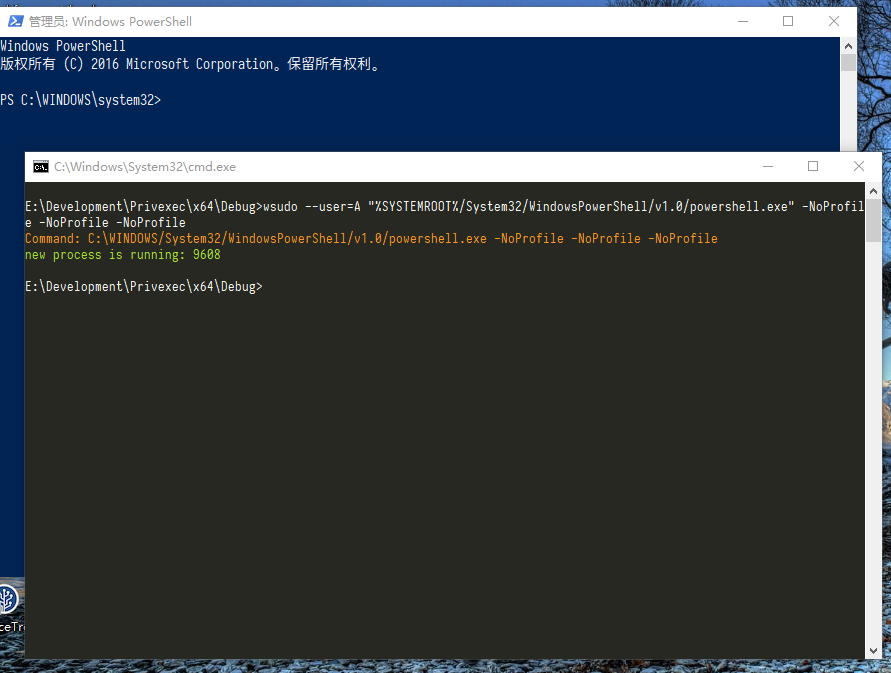 管理员: Windows PowerShell
Windows PowerShell
版权所有 (C) 2016 Microsoft Corporation。保留所有权利。
PS C:\WINDOWS\system32>
C:\Windows\System32\cmd.exe
E:\Development\Privexec\x64\Debug>wsudo --user=A "%SYSTEMROOT%/System32/WindowsPowerShell/v1.0/powershell.exe" -NoProfil
e -NoProfile -NoProfile
Command: C:\WINDOWS/System32/WindowsPowerShell/v1.0/powershell.exe -NoProfile -NoProfile -NoProfile
new process is running: 9608
E:\Development\Privexec\x64\Debug>
ceTr